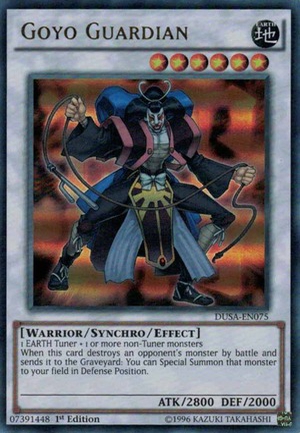 GOYO GUARDIAN
EARTH
地
DUSA-EN075
[WARRIOR/SYNCHRO/EFFECT]
1 EARTH Tuner + 1 or more non-Tuner monsters
When this card destroys an opponent's monster by battle and
sends it to the Graveyard: You can Special Summon that monster
to your field in Defense Position.
ATK/2800 DEF/2000
07391448 1st Edition ©1996 KAZUKI TAKAHASHI